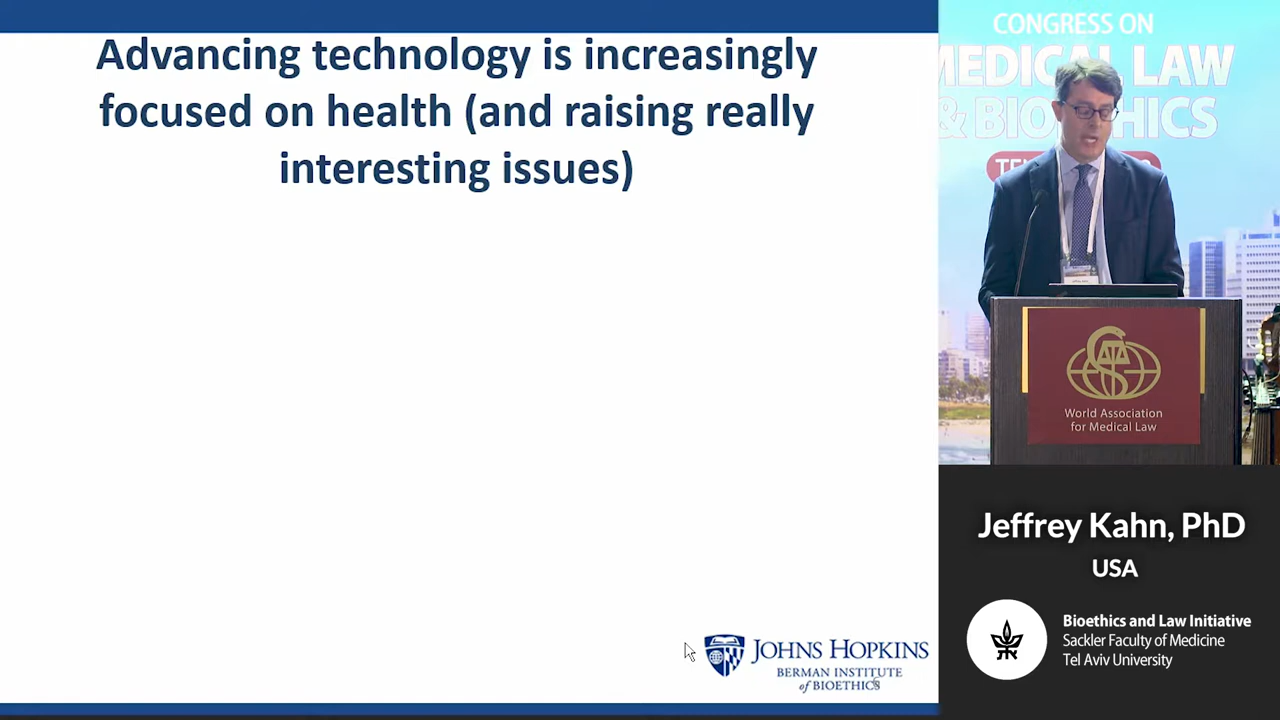 Advancing technology is increasingly
focused on health (and raising really
interesting issues)
JOHNS HOPKINS
BERMAN INSTITUTE
of BIOETHICS
CONGRESS ON
MEDICAL LAW
& BIOETHICS
World Association
for Medical Law
Jeffrey Kahn, PhD
USA
Bioethics and Law Initiative
Sackler Faculty of Medicine
Tel Aviv University